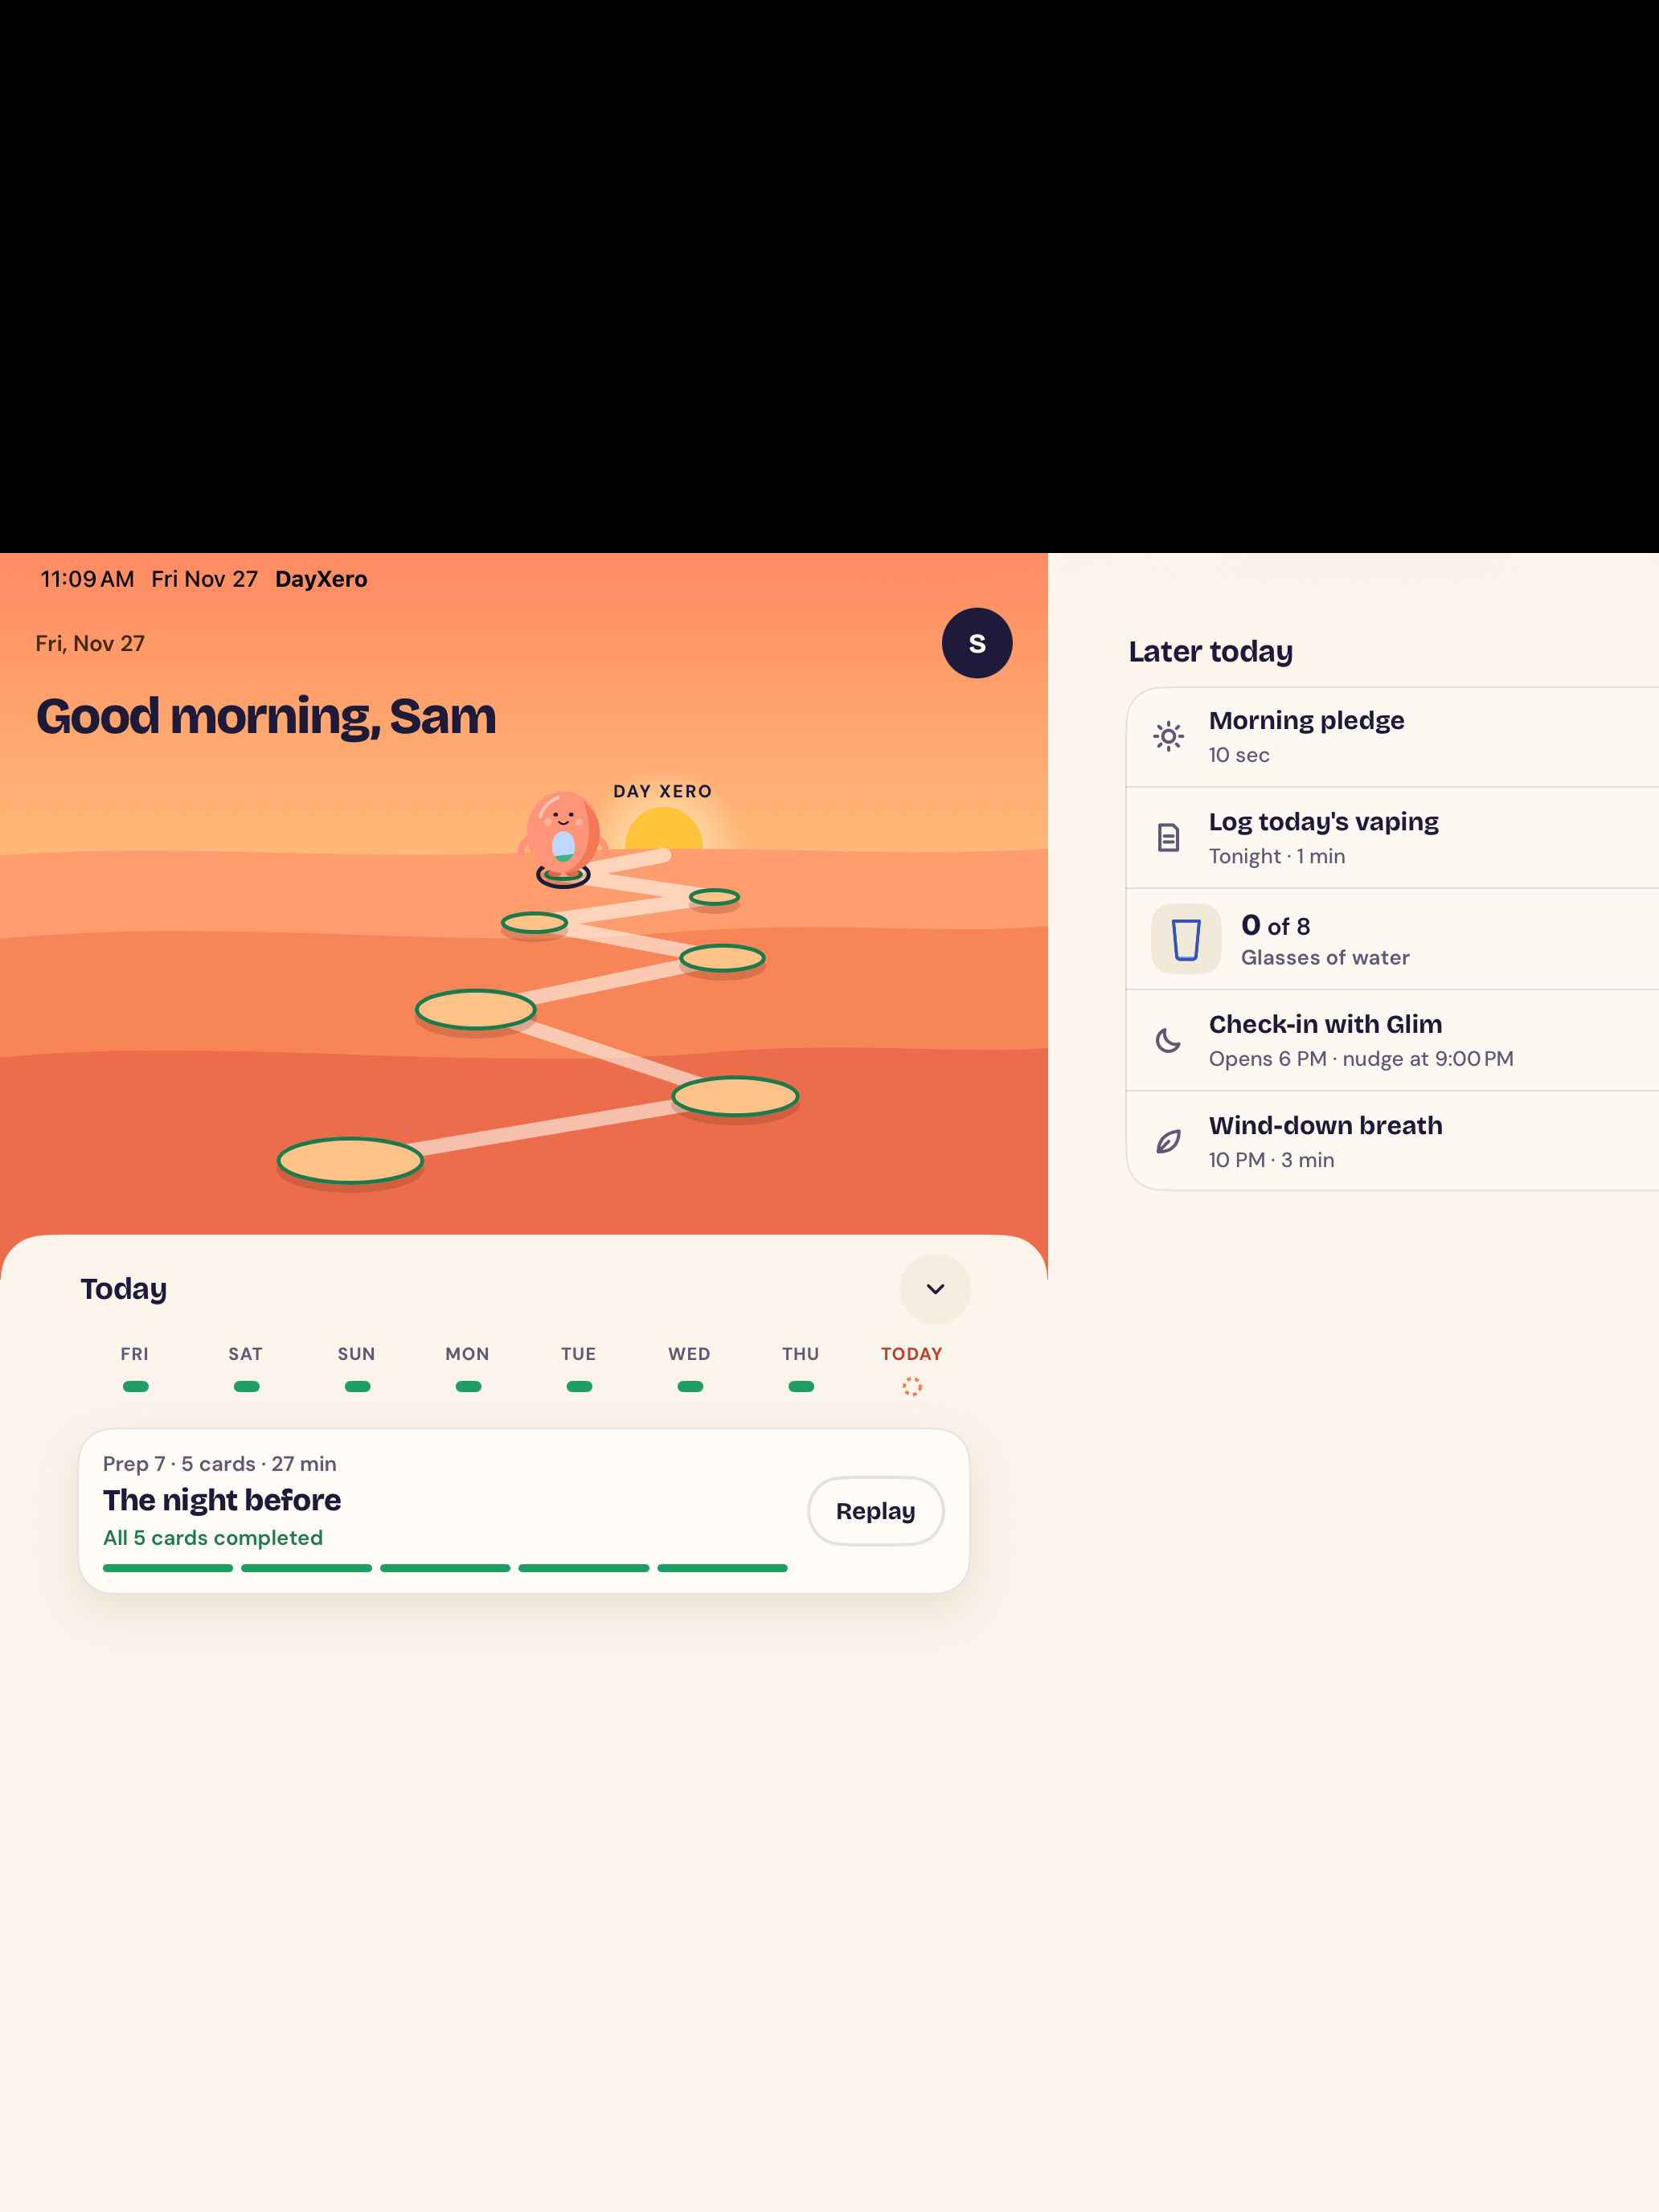 11:09 AM Fri Nov 27 DayXero
Fri, Nov 27
S
Good morning, Sam
DAY XERO
Today
FRI SAT SUN MON TUE WED THU TODAY
Prep 7 · 5 cards · 27 min
The night before
All 5 cards completed
Replay
Later today
Morning pledge
10 sec
Log today's vaping
Tonight · 1 min
0 of 8
Glasses of water
Check-in with Glim
Opens 6 PM · nudge at 9:00 PM
Wind-down breath
10 PM · 3 min